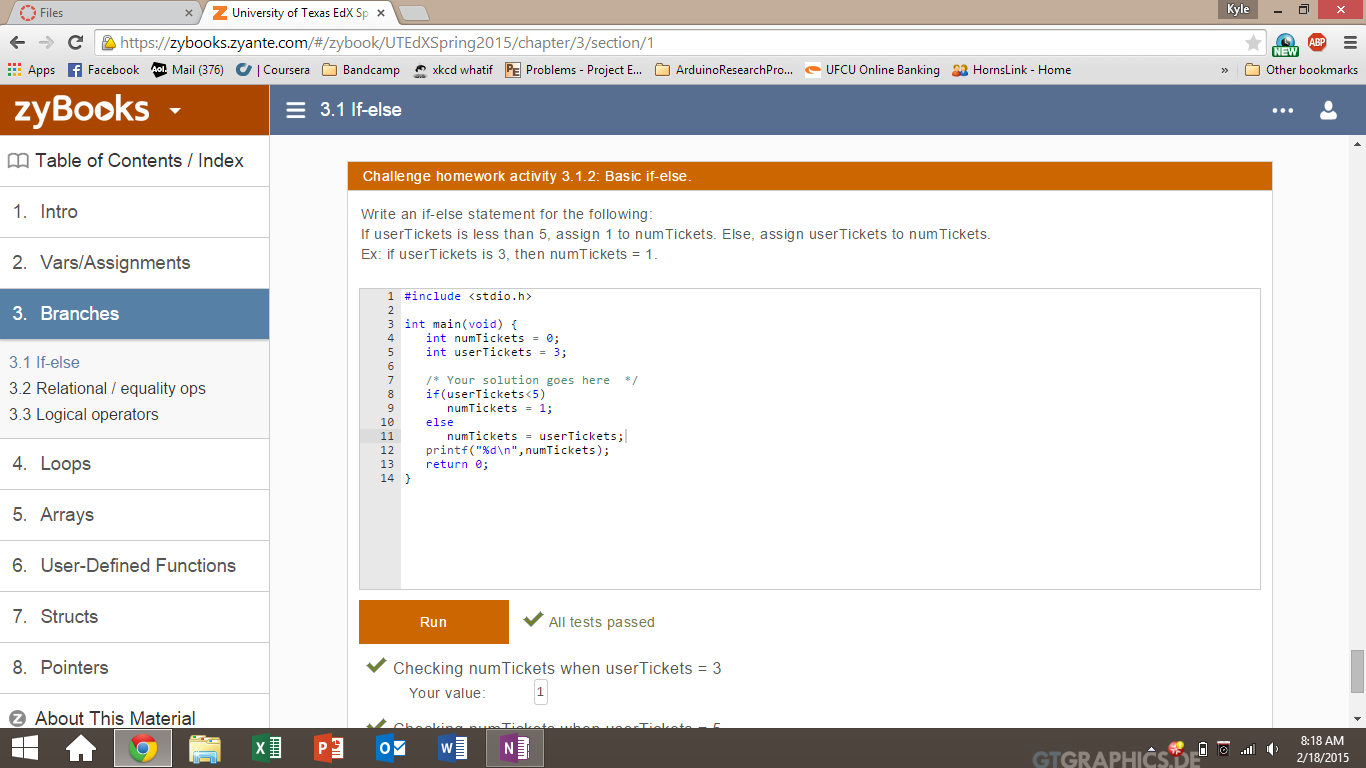 Files
University of Texas EdX Sp
Kyle
https://zybooks.zyante.com/#/zybook/UTEdXSpring2015/chapter/3/section/1
NEW
ABP
Apps
Facebook
Aol. Mail (376)
| Coursera
Bandcamp
xkcd whatif
PE Problems - Project E...
ArduinoResearchPro...
UFCU Online Banking
HornsLink - Home
»
Other bookmarks
zyBooks
3.1 If-else
Table of Contents / Index
1. Intro
2. Vars/Assignments
3. Branches
3.1 If-else
3.2 Relational / equality ops
3.3 Logical operators
4. Loops
5. Arrays
6. User-Defined Functions
7. Structs
8. Pointers
About This Material
Challenge homework activity 3.1.2: Basic if-else.
Write an if-else statement for the following:
If userTickets is less than 5, assign 1 to numTickets. Else, assign userTickets to numTickets.
Ex: if userTickets is 3, then numTickets = 1.
1 #include <stdio.h>
2
3 int main(void) {
4    int numTickets = 0;
5    int userTickets = 3;
6
7    /* Your solution goes here  */
8    if(userTickets<5)
9       numTickets = 1;
10    else
11       numTickets = userTickets;
12    printf("%d\n",numTickets);
13    return 0;
14 }
Run
All tests passed
Checking numTickets when userTickets = 3
Your value: 1
Checking numTickets when userTickets = 5
8:18 AM
2/18/2015
GTGRAPHICS.DE